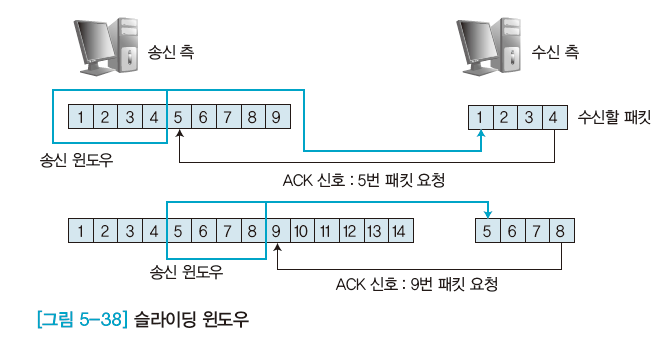 송신 측
수신 측
1 2 3 4 5 6 7 8 9
1 2 3 4
수신할 패킷
송신 윈도우
ACK 신호 : 5번 패킷 요청
1 2 3 4 5 6 7 8 9 10 11 12 13 14
5 6 7 8
송신 윈도우
ACK 신호 : 9번 패킷 요청
[그림 5-38] 슬라이딩 윈도우